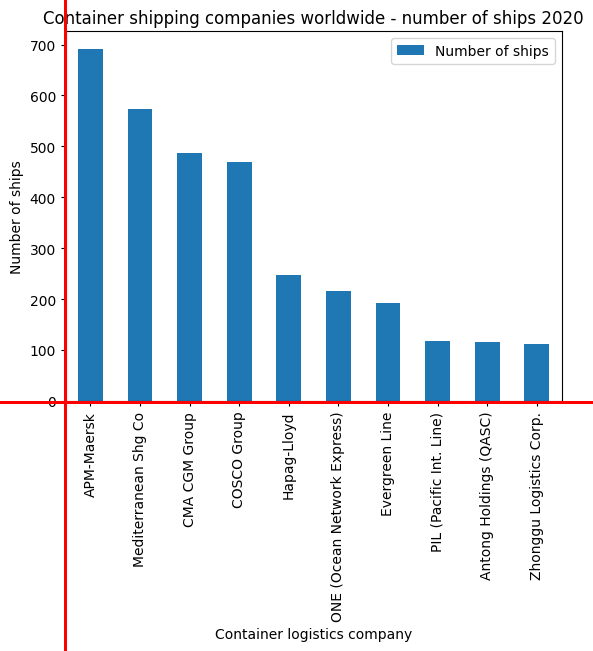 Container shipping companies worldwide - number of ships 2020
Number of ships
Number of ships
700
600
500
400
300
200
100
0
APM-Maersk
Mediterranean Shg Co
CMA CGM Group
COSCO Group
Hapag-Lloyd
ONE (Ocean Network Express)
Evergreen Line
PIL (Pacific Int. Line)
Antong Holdings (QASC)
Zhonggu Logistics Corp.
Container logistics company